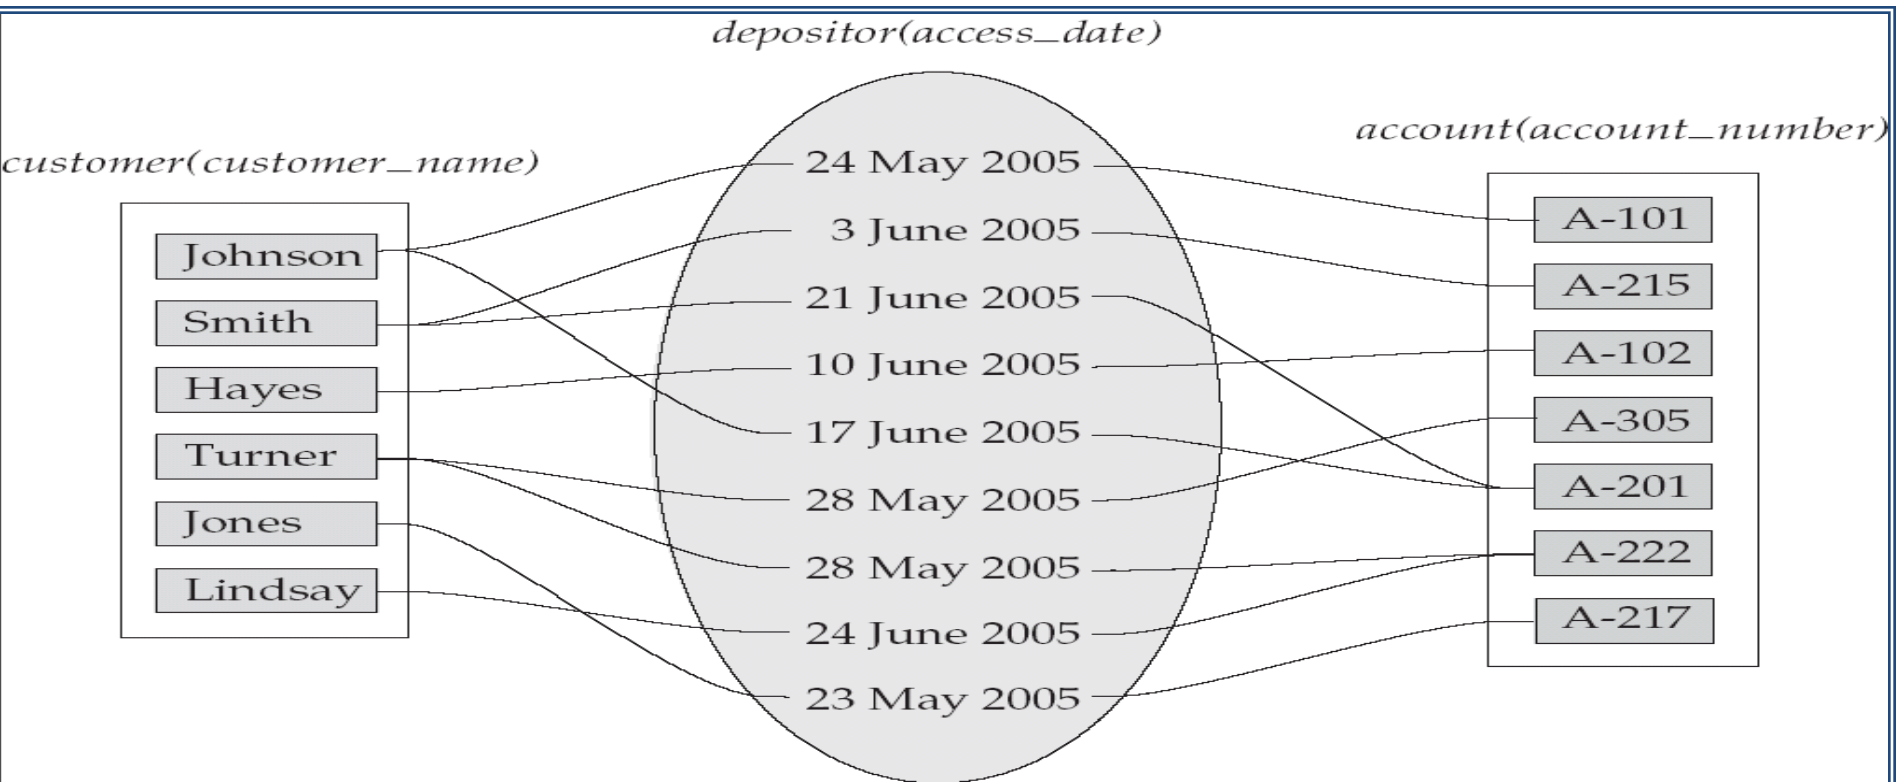 depositor(access_date)
customer(customer_name)
account(account_number)
Johnson
Smith
Hayes
Turner
Jones
Lindsay
24 May 2005
3 June 2005
21 June 2005
10 June 2005
17 June 2005
28 May 2005
28 May 2005
24 June 2005
23 May 2005
A-101
A-215
A-102
A-305
A-201
A-222
A-217